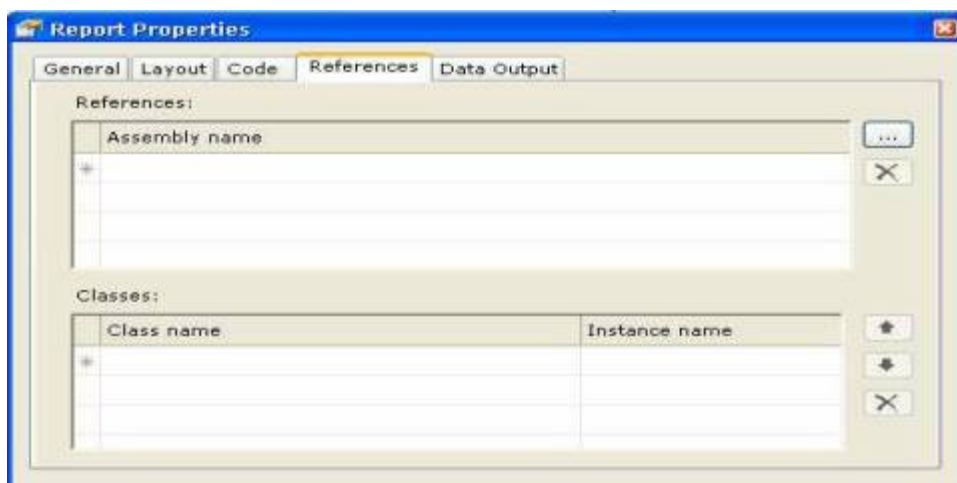 Report Properties
General Layout Code References Data Output
References:
Assembly name
...
*
Classes:
Class name Instance name
*